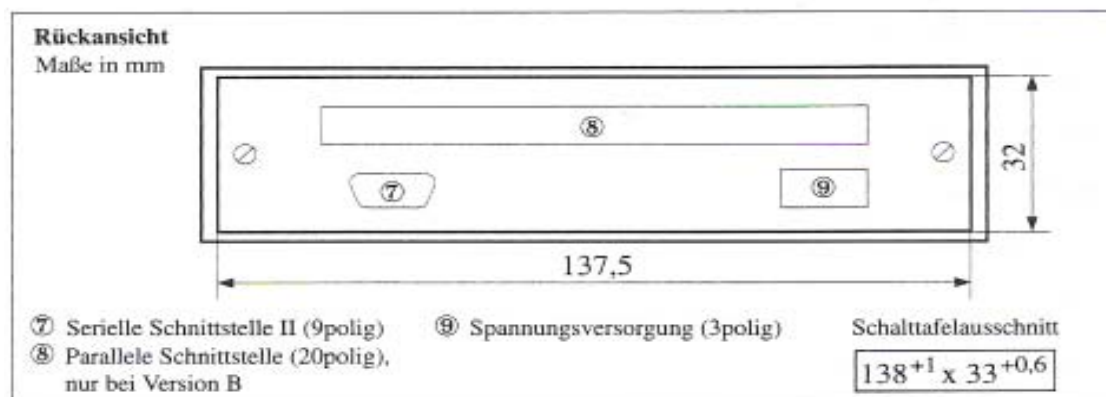 Rückansicht
Maße in mm
⑧
⑦
⑨
32
137,5
⑦ Serielle Schnittstelle II (9polig)
⑧ Parallele Schnittstelle (20polig),
nur bei Version B
⑨ Spannungsversorgung (3polig)
Schalttafelausschnitt
138⁺¹ x 33⁺⁰,⁶